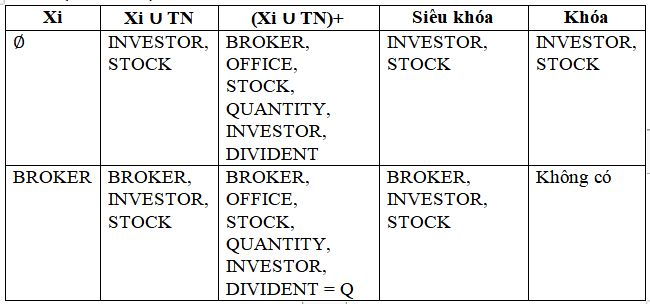 Xi Xi ∪ TN (Xi ∪ TN)+ Siêu khóa Khóa
Ø INVESTOR, BROKER, INVESTOR, INVESTOR,
STOCK OFFICE, STOCK STOCK
STOCK,
QUANTITY,
INVESTOR,
DIVIDENT
BROKER BROKER, BROKER, BROKER, Không có
INVESTOR, OFFICE, INVESTOR,
STOCK STOCK, STOCK
QUANTITY,
INVESTOR,
DIVIDENT = Q